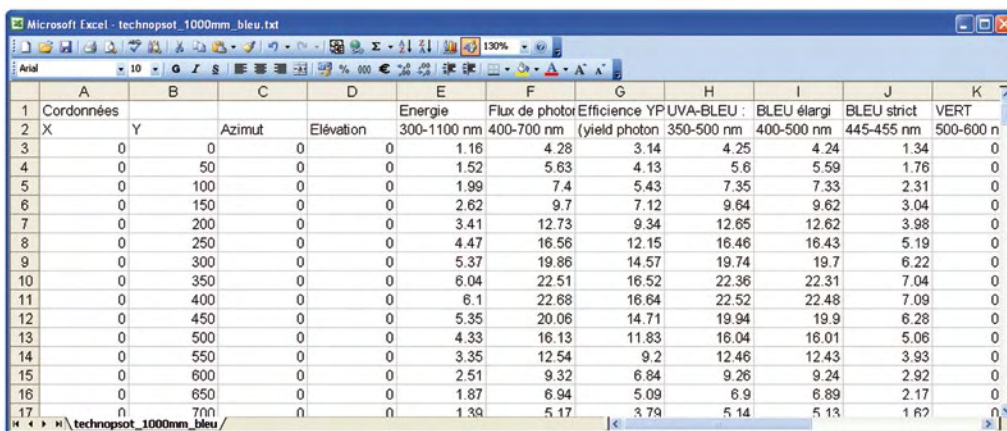 Microsoft Excel - technopsot_1000mm_bleu.txt
130%
Arial 10 G I S % 000 €
A B C D E F G H I J K
1 Cordonnées Energie Flux de photor Efficience YP UVA-BLEU : BLEU élargi BLEU strict VERT
2 X Y Azimut Elévation 300-1100 nm 400-700 nm (yield photon 350-500 nm 400-500 nm 445-455 nm 500-600 n
3 0 0 0 0 1.16 4.28 3.14 4.25 4.24 1.34 0
4 0 50 0 0 1.52 5.63 4.13 5.6 5.59 1.76 0
5 0 100 0 0 1.99 7.4 5.43 7.35 7.33 2.31 0
6 0 150 0 0 2.62 9.7 7.12 9.64 9.62 3.04 0
7 0 200 0 0 3.41 12.73 9.34 12.65 12.62 3.98 0
8 0 250 0 0 4.47 16.56 12.15 16.46 16.43 5.19 0
9 0 300 0 0 5.37 19.86 14.57 19.74 19.7 6.22 0
10 0 350 0 0 6.04 22.51 16.52 22.36 22.31 7.04 0
11 0 400 0 0 6.1 22.68 16.64 22.52 22.48 7.09 0
12 0 450 0 0 5.35 20.06 14.71 19.94 19.9 6.28 0
13 0 500 0 0 4.33 16.13 11.83 16.04 16.01 5.06 0
14 0 550 0 0 3.35 12.54 9.2 12.46 12.43 3.93 0
15 0 600 0 0 2.51 9.32 6.84 9.26 9.24 2.92 0
16 0 650 0 0 1.87 6.94 5.09 6.9 6.89 2.17 0
17 0 700 0 0 1.39 5.17 3.79 5.14 5.13 1.62 0
technopsot_1000mm_bleu